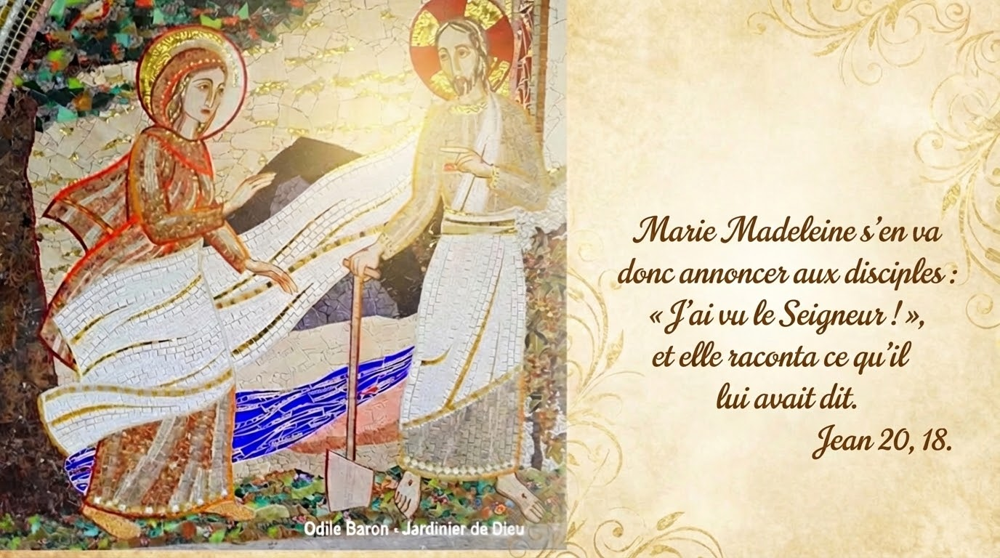 Marie Madeleine s'en va
donc annoncer aux disciples :
« J'ai vu le Seigneur ! »,
et elle raconta ce qu'il
lui avait dit.
Jean 20, 18.
Odile Baron - Jardinier de Dieu